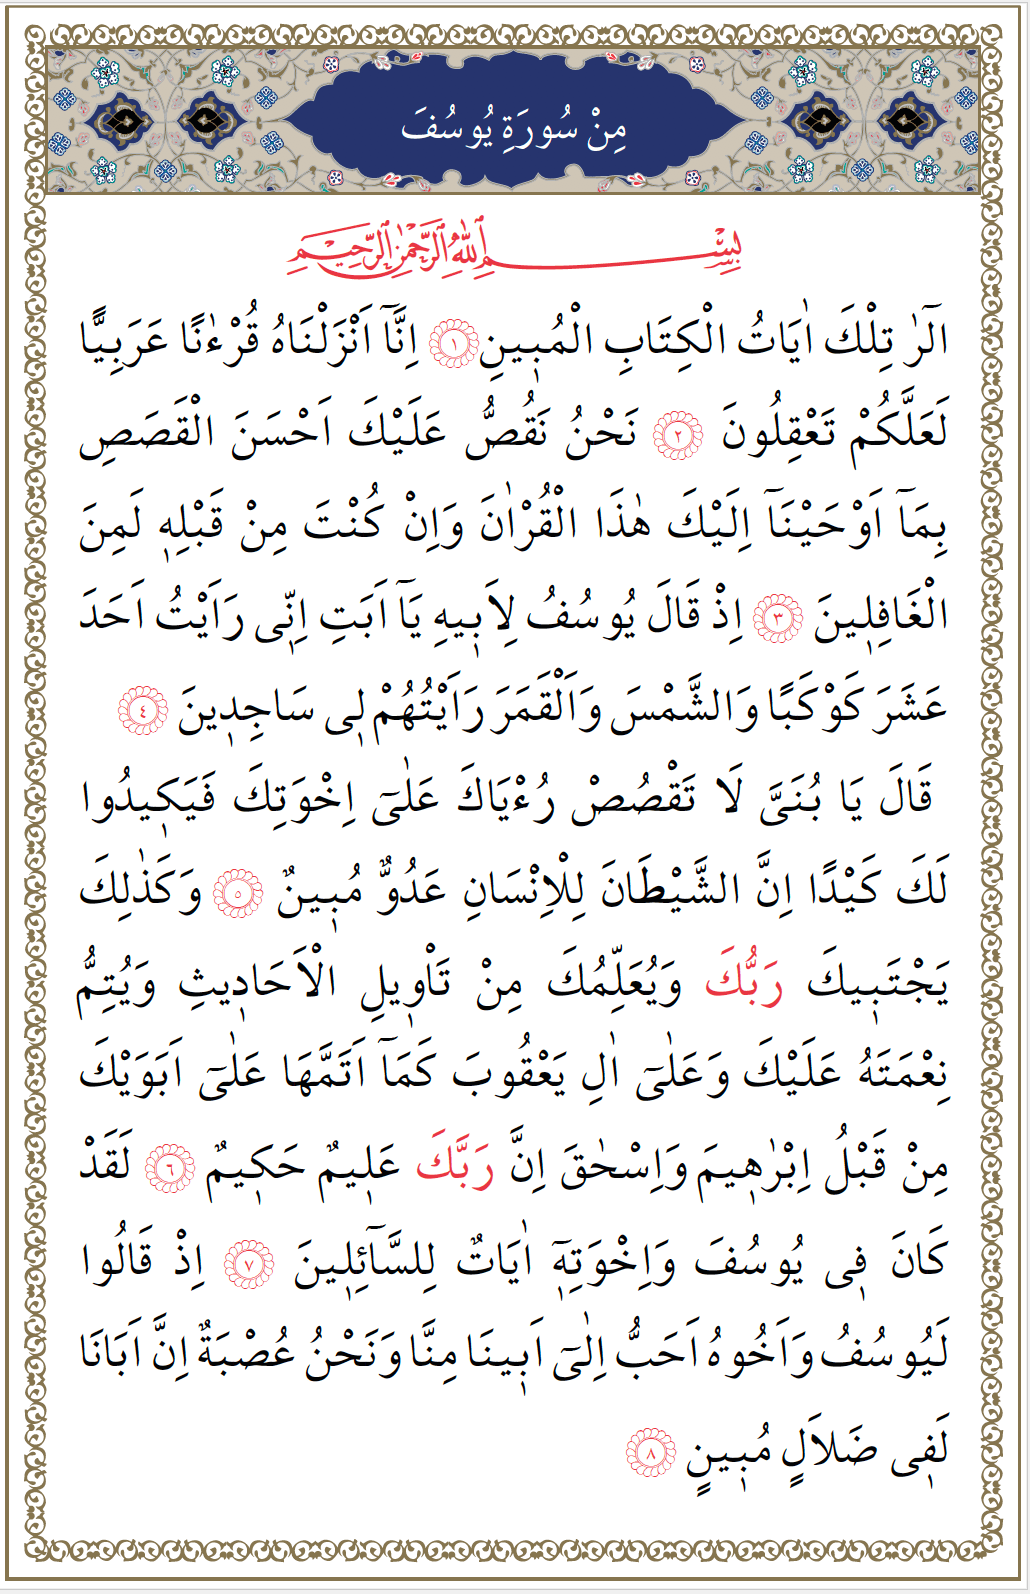 مِنْ سُورَةِ يُوسُفَ
بِسْمِ اللّٰهِ الرَّحْمٰنِ الرَّحِيمِ
الٓرٰ تِلْكَ اٰيَاتُ الْكِتَابِ الْمُبٖينِ ١ اِنَّٓا اَنْزَلْنَاهُ قُرْءٰنًا عَرَبِيًّا
لَعَلَّكُمْ تَعْقِلُونَ ٢ نَحْنُ نَقُصُّ عَلَيْكَ اَحْسَنَ الْقَصَصِ
بِمَٓا اَوْحَيْنَٓا اِلَيْكَ هٰذَا الْقُرْاٰنَ وَاِنْ كُنْتَ مِنْ قَبْلِهٖ لَمِنَ
الْغَافِلٖينَ ٣ اِذْ قَالَ يُوسُفُ لِاَبٖيهِ يَٓا اَبَتِ اِنّٖى رَاَيْتُ اَحَدَ
عَشَرَ كَوْكَبًا وَالشَّمْسَ وَالْقَمَرَ رَاَيْتُهُمْ لٖى سَاجِدٖينَ ٤
قَالَ يَا بُنَىَّ لَا تَقْصُصْ رُءْيَاكَ عَلٰٓى اِخْوَتِكَ فَيَكٖيدُوا
لَكَ كَيْدًا اِنَّ الشَّيْطَانَ لِلْاِنْسَانِ عَدُوٌّ مُبٖينٌ ٥ وَكَذٰلِكَ
يَجْتَبٖيكَ رَبُّكَ وَيُعَلِّمُكَ مِنْ تَاْوٖيلِ الْاَحَادٖيثِ وَيُتِمُّ
نِعْمَتَهُ عَلَيْكَ وَعَلٰٓى اٰلِ يَعْقُوبَ كَمَٓا اَتَمَّهَا عَلٰٓى اَبَوَيْكَ
مِنْ قَبْلُ اِبْرٰهٖيمَ وَاِسْحٰقَ اِنَّ رَبَّكَ عَلٖيمٌ حَكٖيمٌ ٦ لَقَدْ
كَانَ فٖى يُوسُفَ وَاِخْوَتِهٖٓ اٰيَاتٌ لِلسَّٓائِلٖينَ ٧ اِذْ قَالُوا
لَيُوسُفُ وَاَخُوهُ اَحَبُّ اِلٰٓى اَبٖينَا مِنَّا وَنَحْنُ عُصْبَةٌ اِنَّ اَبَانَا
لَفٖى ضَلَالٍ مُبٖينٍ ٨